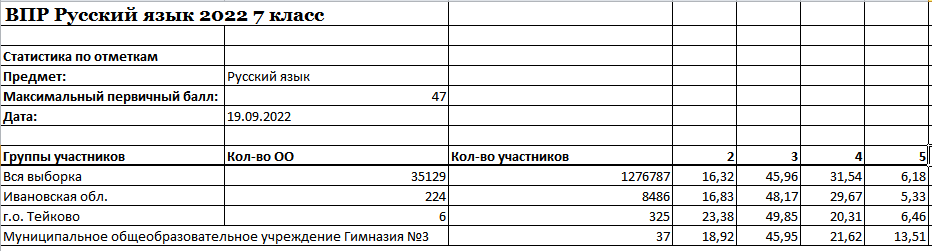 ВПР Русский язык 2022 7 класс
Статистика по отметкам
Предмет: Русский язык
Максимальный первичный балл: 47
Дата: 19.09.2022
Группы участников Кол-во ОО Кол-во участников 2 3 4 5
Вся выборка 35129 1276787 16,32 45,96 31,54 6,18
Ивановская обл. 224 8486 16,83 48,17 29,67 5,33
г.о. Тейково 6 325 23,38 49,85 20,31 6,46
Муниципальное общеобразовательное учреждение Гимназия №3 37 18,92 45,95 21,62 13,51